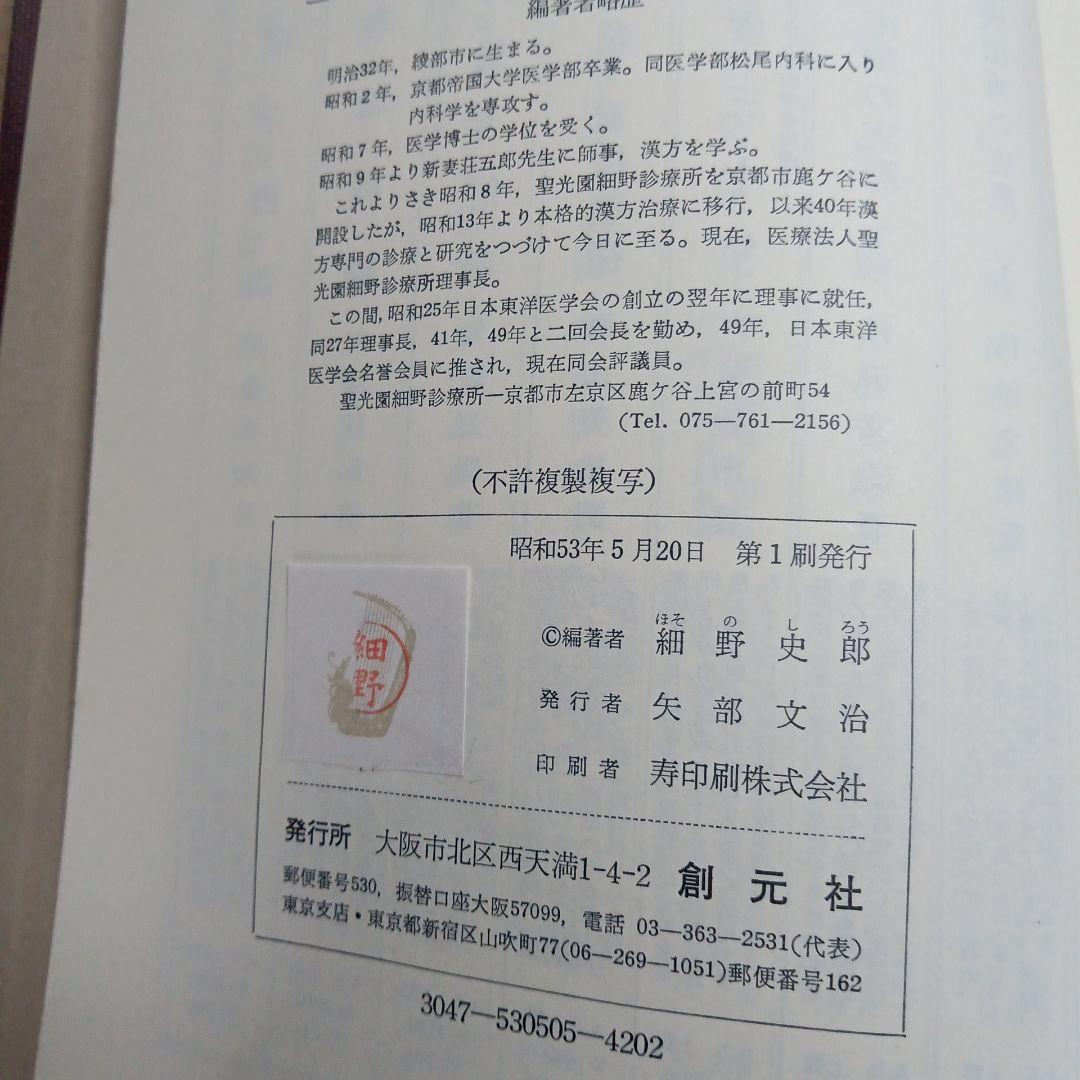 編著者略歴
明治32年，綾部市に生まる。
昭和2年，京都帝国大学医学部卒業。同医学部松尾内科に入り
内科学を専攻す。
昭和7年，医学博士の学位を受く。
昭和9年より新妻荘五郎先生に師事，漢方を学ぶ。
これよりさき昭和8年，聖光園細野診療所を京都市鹿ケ谷に
開設したが，昭和13年より本格的漢方治療に移行，以来40年漢
方専門の診療と研究をつづけて今日に至る。現在，医療法人聖
光園細野診療所理事長。
この間，昭和25年日本東洋医学会の創立の翌年に理事に就任，
同27年理事長，41年，49年と二回会長を勤め，49年，日本東洋
医学会名誉会員に推され，現在同会評議員。
聖光園細野診療所―京都市左京区鹿ケ谷上宮の前町54
(Tel. 075―761―2156)
(不許複製複写)
昭和53年5月20日　第1刷発行
ほそ の し ろう
©編著者　細野史郎
発行者　矢部文治
印刷者　寿印刷株式会社
細野
発行所　大阪市北区西天満1-4-2　創元社
郵便番号530，振替口座大阪57099，電話 03―363―2531(代表)
東京支店・東京都新宿区山吹町77(06―269―1051)郵便番号162
3047―530505―4202